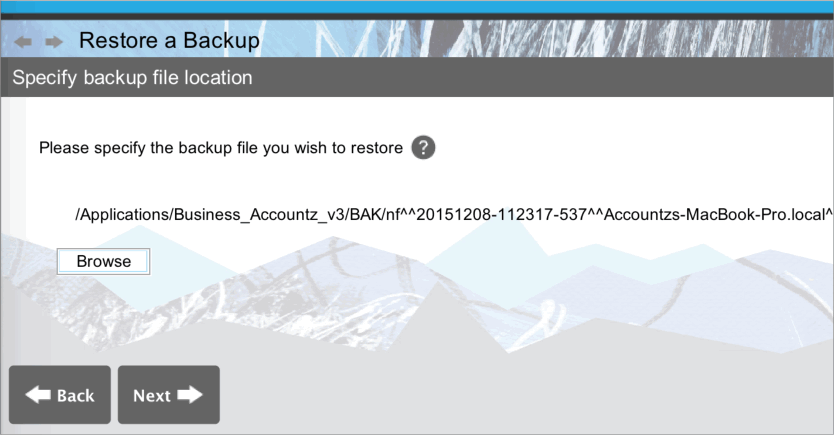 Restore a Backup
Specify backup file location
Please specify the backup file you wish to restore ?
/Applications/Business_Accountz_v3/BAK/nf^^20151208-112317-537^^Accountzs-MacBook-Pro.local^
Browse
Back Next